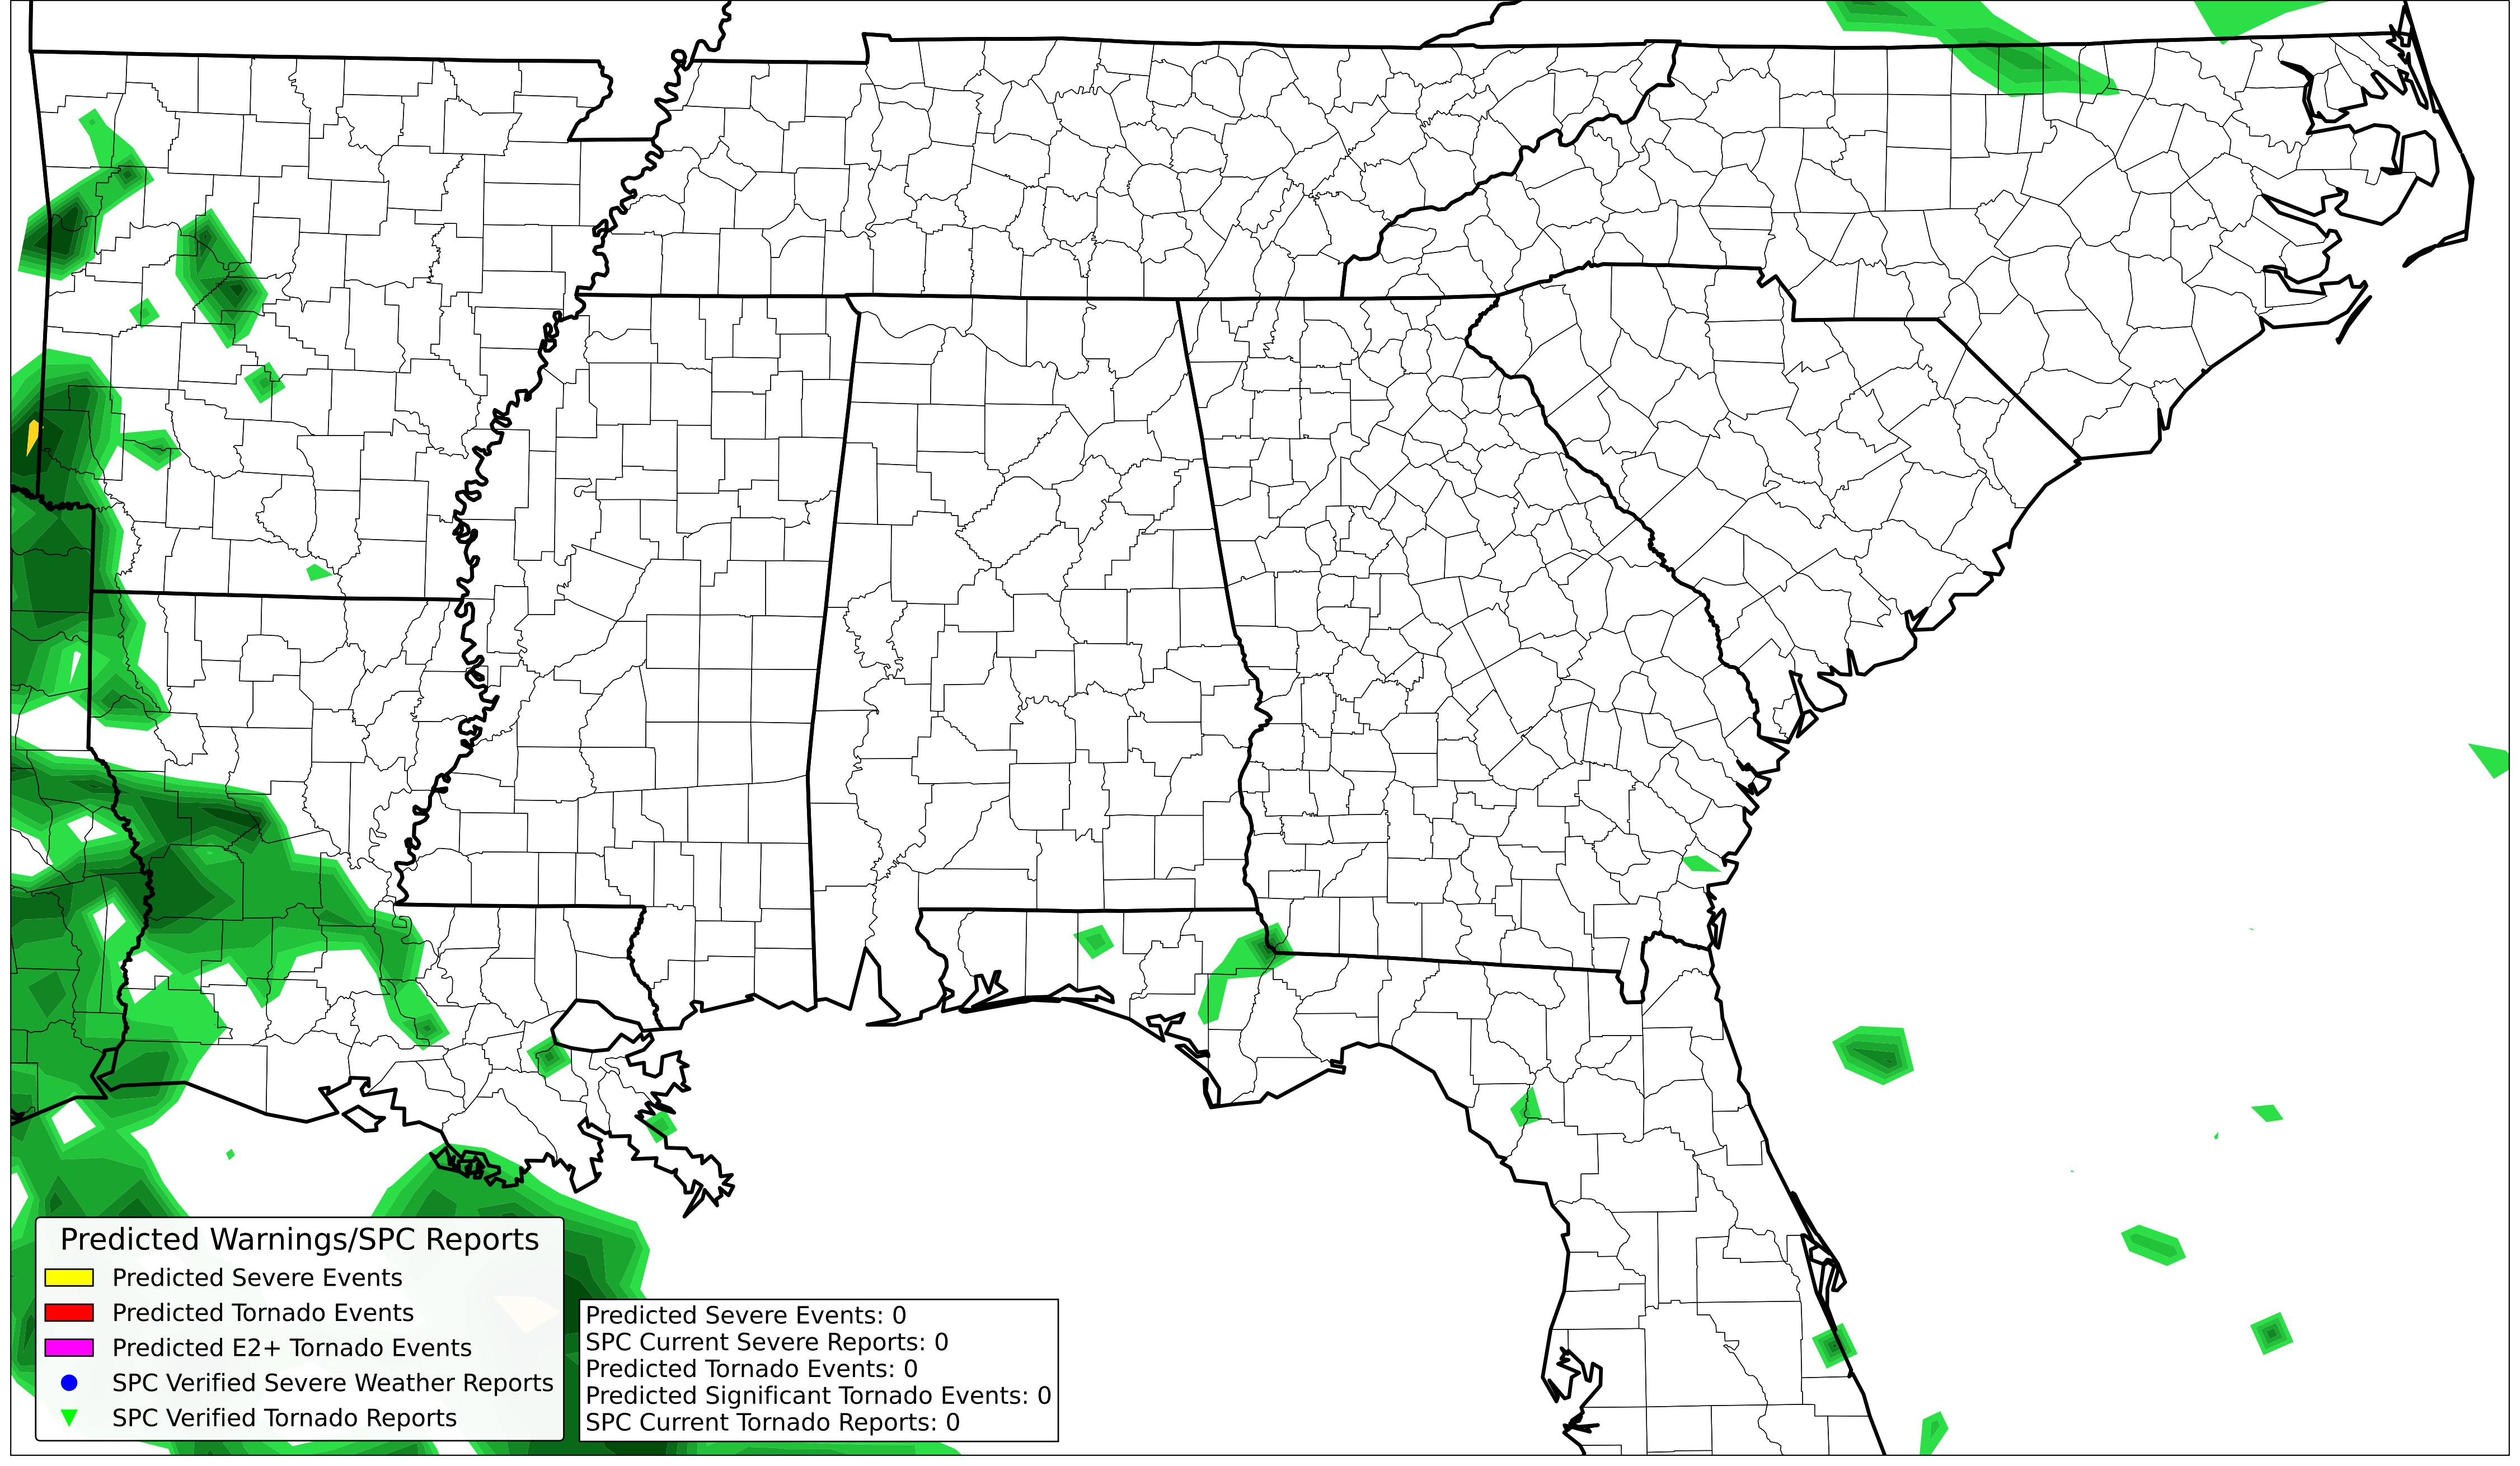 Predicted Warnings/SPC Reports
Predicted Severe Events
Predicted Tornado Events
Predicted E2+ Tornado Events
SPC Verified Severe Weather Reports
SPC Verified Tornado Reports
Predicted Severe Events: 0
SPC Current Severe Reports: 0
Predicted Tornado Events: 0
Predicted Significant Tornado Events: 0
SPC Current Tornado Reports: 0